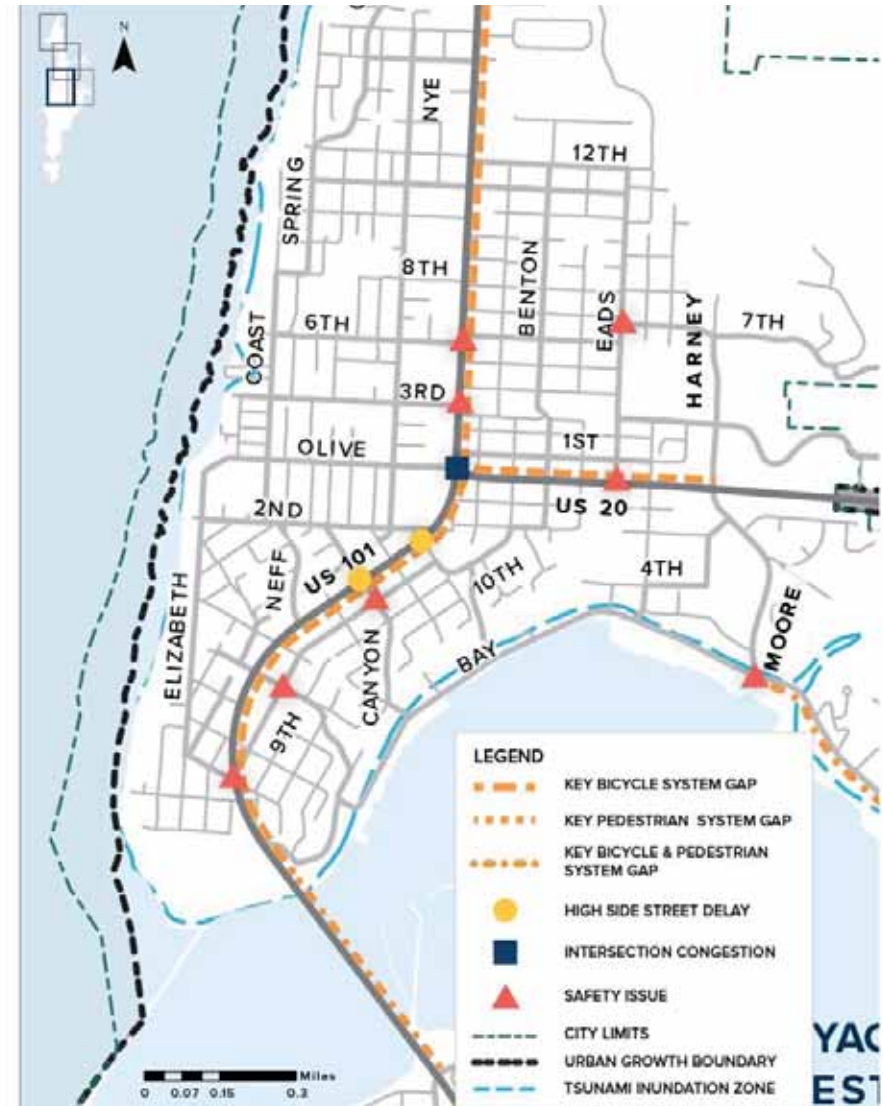 N
NYE
12TH
SPRING
8TH
BENTON
EADS
HARNEY
6TH
7TH
COAST
3RD
1ST
OLIVE
2ND
US 20
US 101
NEFF
10TH
4TH
ELIZABETH
CANYON
BAY
MOORE
9TH
LEGEND
KEY BICYCLE SYSTEM GAP
KEY PEDESTRIAN SYSTEM GAP
KEY BICYCLE & PEDESTRIAN
SYSTEM GAP
HIGH SIDE STREET DELAY
INTERSECTION CONGESTION
SAFETY ISSUE
CITY LIMITS
URBAN GROWTH BOUNDARY
TSUNAMI INUNDATION ZONE
Miles
0 0.07 0.15 0.3
YAQ
EST